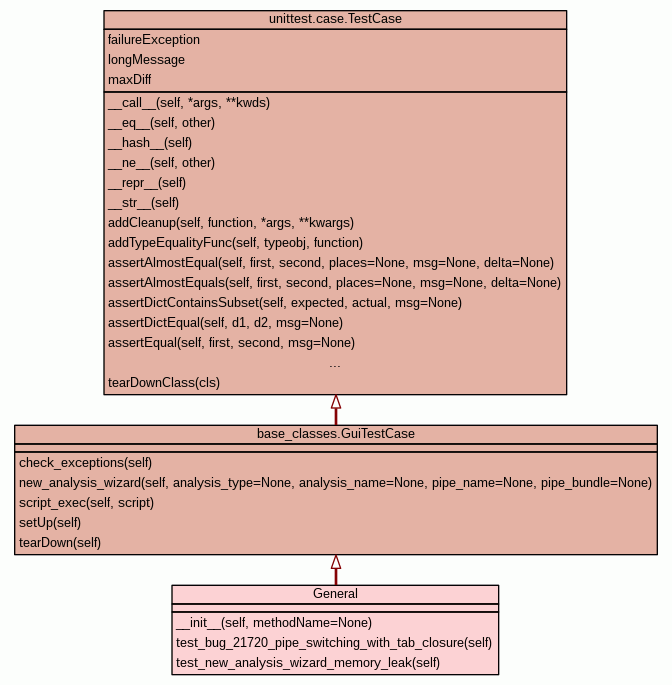 unittest.case.TestCase
failureException
longMessage
maxDiff
__call__(self, *args, **kwds)
__eq__(self, other)
__hash__(self)
__ne__(self, other)
__repr__(self)
__str__(self)
addCleanup(self, function, *args, **kwargs)
addTypeEqualityFunc(self, typeobj, function)
assertAlmostEqual(self, first, second, places=None, msg=None, delta=None)
assertAlmostEquals(self, first, second, places=None, msg=None, delta=None)
assertDictContainsSubset(self, expected, actual, msg=None)
assertDictEqual(self, d1, d2, msg=None)
assertEqual(self, first, second, msg=None)
...
tearDownClass(cls)
base_classes.GuiTestCase
check_exceptions(self)
new_analysis_wizard(self, analysis_type=None, analysis_name=None, pipe_name=None, pipe_bundle=None)
script_exec(self, script)
setUp(self)
tearDown(self)
General
__init__(self, methodName=None)
test_bug_21720_pipe_switching_with_tab_closure(self)
test_new_analysis_wizard_memory_leak(self)